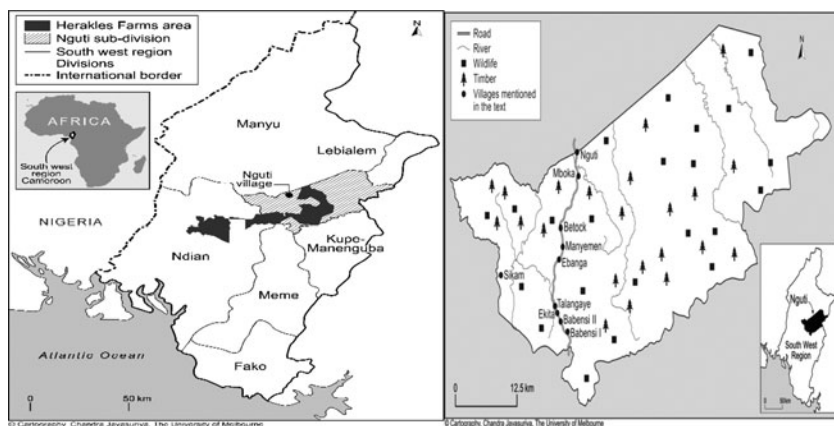 Herakles Farms area
Nguti sub-division
South west region
Divisions
International border
N
AFRICA
South west
region
Cameroon
Manyu
Lebialem
Nguti
village
NIGERIA
Ndian
Kupe-
Manenguba
Meme
Atlantic Ocean
Fako
0
50 km
© Cartography, Chandra Jayasuriya, The University of Melbourne
Road
River
Wildlife
Timber
Villages mentioned
in the text
N
Nguti
Mboka
Betock
Manyemen
Ebanga
Sikam
Talangaye
Ekita
Babensi II
Babensi I
0
12.5 km
Nguti
South West
Region
0
© Cartography, Chandra Jayasuriya, The University of Melbourne